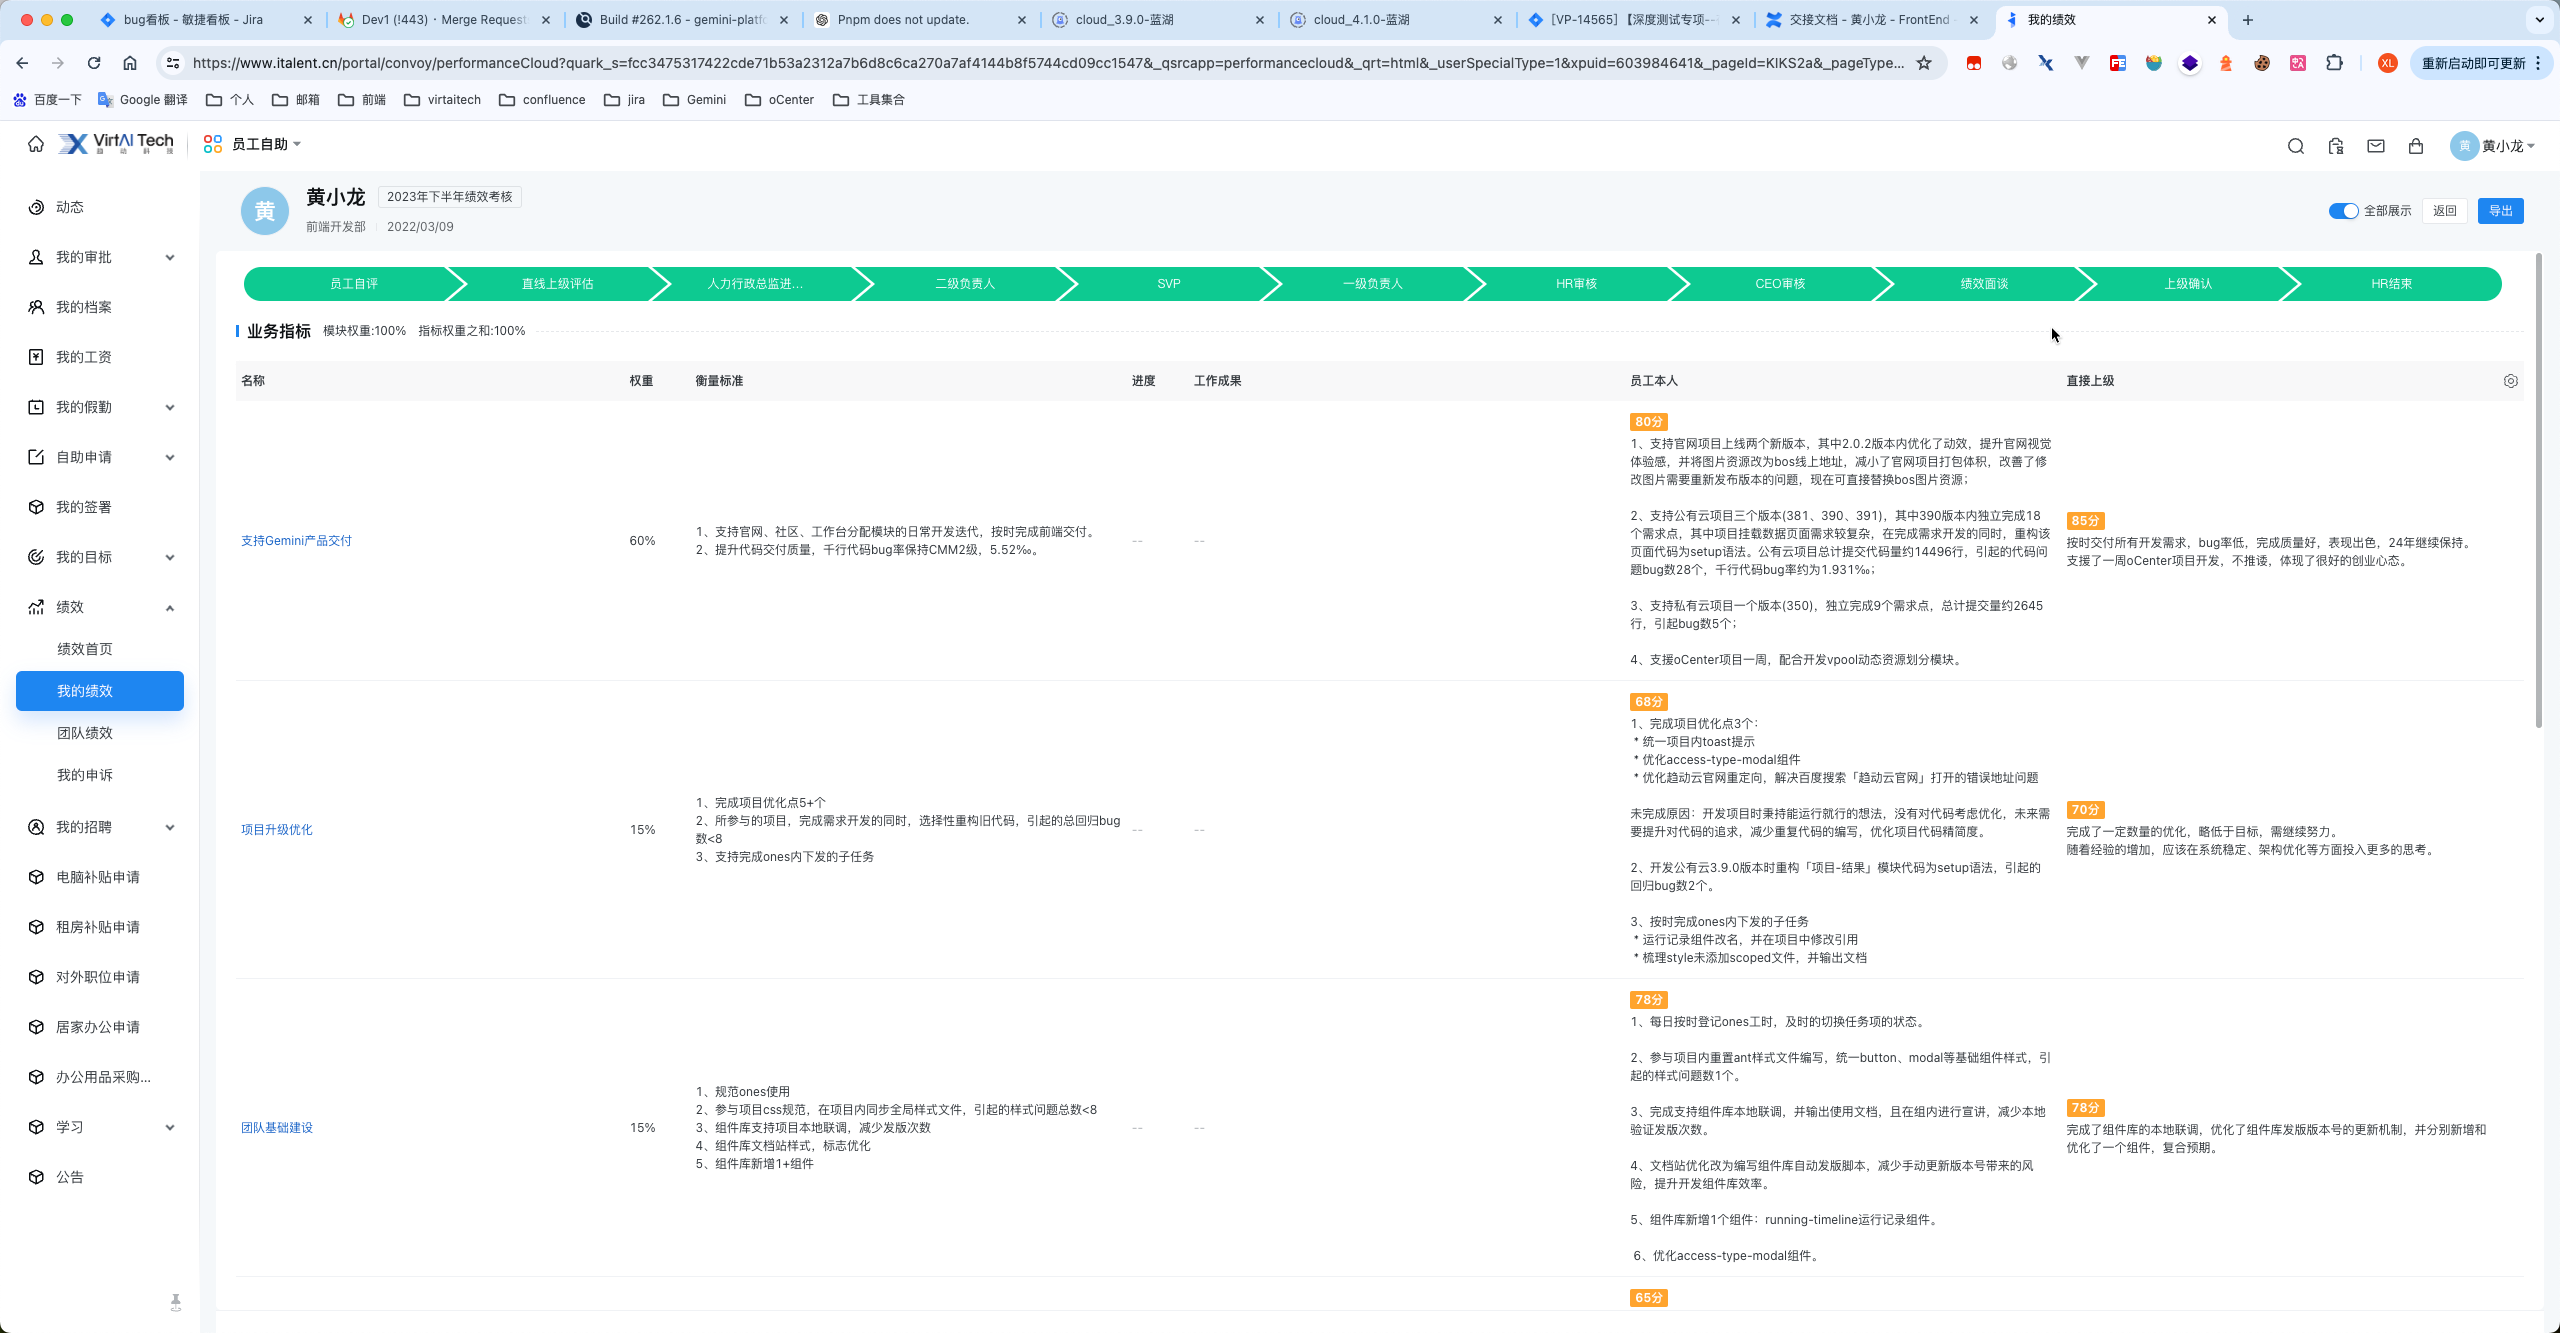 bug看板 - 敏捷看板 - Jira
Dev1 (!443) · Merge Request
Build #262.1.6 - gemini-platf
Pnpm does not update.
cloud_3.9.0-蓝湖
cloud_4.1.0-蓝湖
[VP-14565] 【深度测试专项--
交接文档 - 黄小龙 - FrontEnd
我的绩效
https://www.italent.cn/portal/convoy/performanceCloud?quark_s=fcc3475317422cde71b53a2312a7b6d8c6ca270a7af4144b8f5744cd09cc1547&_qsrcapp=performancecloud&_qrt=html&_userSpecialType=1&xpuid=603984641&_pageId=KIKS2a&_pageType...
XL
重新启动即可更新
百度一下
Google 翻译
个人
邮箱
前端
virtaitech
confluence
jira
Gemini
oCenter
工具集合
VirtAI Tech
趋动科技
员工自助
黄 黄小龙
动态
我的审批
我的档案
我的工资
我的假勤
自助申请
我的签署
我的目标
绩效
绩效首页
我的绩效
团队绩效
我的申诉
我的招聘
电脑补贴申请
租房补贴申请
对外职位申请
居家办公申请
办公用品采购...
学习
公告
黄
黄小龙 2023年下半年绩效考核
前端开发部 2022/03/09
全部展示 返回 导出
员工自评 直线上级评估 人力行政总监进... 二级负责人 SVP 一级负责人 HR审核 CEO审核 绩效面谈 上级确认 HR结束
业务指标 模块权重:100% 指标权重之和:100%
名称 权重 衡量标准 进度 工作成果 员工本人 直接上级
支持Gemini产品交付
60%
1、支持官网、社区、工作台分配模块的日常开发迭代，按时完成前端交付。
2、提升代码交付质量，千行代码bug率保持CMM2级，5.52‰。
-- --
80分
1、支持官网项目上线两个新版本，其中2.0.2版本内优化了动效，提升官网视觉
体验感，并将图片资源改为bos线上地址，减小了官网项目打包体积，改善了修
改图片需要重新发布版本的问题，现在可直接替换bos图片资源；
2、支持公有云项目三个版本(381、390、391)，其中390版本内独立完成18
个需求点，其中项目挂载数据页面需求较复杂，在完成需求开发的同时，重构该
页面代码为setup语法。公有云项目总计提交代码量约14496行，引起的代码问
题bug数28个，千行代码bug率约为1.931‰；
3、支持私有云项目一个版本(350)，独立完成9个需求点，总计提交量约2645
行，引起bug数5个；
4、支援oCenter项目一周，配合开发vpool动态资源划分模块。
85分
按时交付所有开发需求，bug率低，完成质量好，表现出色，24年继续保持。
支援了一周oCenter项目开发，不推诿，体现了很好的创业心态。
项目升级优化
15%
1、完成项目优化点5+个
2、所参与的项目，完成需求开发的同时，选择性重构旧代码，引起的总回归bug
数<8
3、支持完成ones内下发的子任务
-- --
68分
1、完成项目优化点3个：
* 统一项目内toast提示
* 优化access-type-modal组件
* 优化趋动云官网重定向，解决百度搜索「趋动云官网」打开的错误地址问题
未完成原因：开发项目时秉持能运行就行的想法，没有对代码考虑优化，未来需
要提升对代码的追求，减少重复代码的编写，优化项目代码精简度。
2、开发公有云3.9.0版本时重构「项目-结果」模块代码为setup语法，引起的
回归bug数2个。
3、按时完成ones内下发的子任务
* 运行记录组件改名，并在项目中修改引用
* 梳理style未添加scoped文件，并输出文档
70分
完成了一定数量的优化，略低于目标，需继续努力。
随着经验的增加，应该在系统稳定、架构优化等方面投入更多的思考。
团队基础建设
15%
1、规范ones使用
2、参与项目css规范，在项目内同步全局样式文件，引起的样式问题总数<8
3、组件库支持项目本地联调，减少发版次数
4、组件库文档站样式，标志优化
5、组件库新增1+组件
-- --
78分
1、每日按时登记ones工时，及时的切换任务项的状态。
2、参与项目内重置ant样式文件编写，统一button、modal等基础组件样式，引
起的样式问题数1个。
3、完成支持组件库本地联调，并输出使用文档，且在组内进行宣讲，减少本地
验证发版次数。
4、文档站优化改为编写组件库自动发版脚本，减少手动更新版本号带来的风
险，提升开发组件库效率。
5、组件库新增1个组件：running-timeline运行记录组件。
6、优化access-type-modal组件。
78分
完成了组件库的本地联调，优化了组件库发版版本号的更新机制，并分别新增和
优化了一个组件，复合预期。
65分